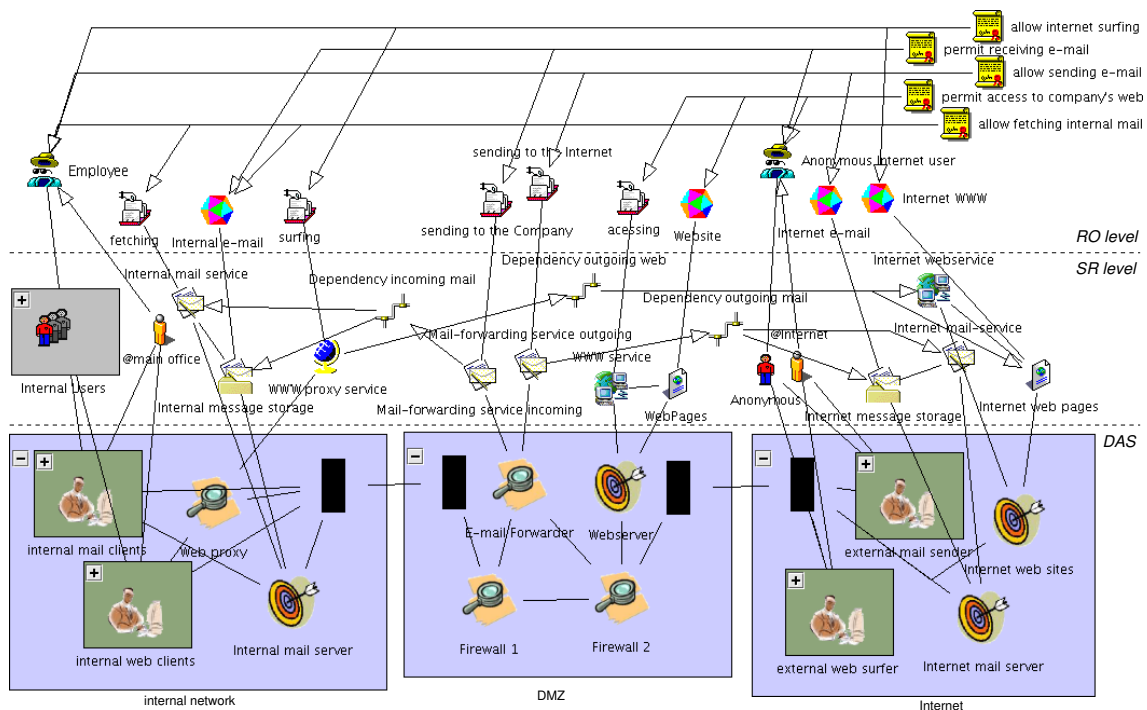 allow internet surfing
permit receiving e-mail
allow sending e-mail
permit access to company's web
allow fetching internal mail
sending to the Internet
Anonymous Internet user
Employee
Internet WWW
fetching
Internal e-mail
surfing
sending to the Company
acessing
Website
Internet e-mail
RO level
SR level
Dependency outgoing web
Internet webservice
Internal mail service
Dependency incoming mail
Dependency outgoing mail
Mail-forwarding service outgoing
@Internet
Internet mail-service
@main office
WWW service
Internal Users
WWW proxy service
Anonymous
Internet web pages
Internal message storage
Mail-forwarding service incoming
WebPages
Internet message storage
DAS
internal mail clients
Web proxy
E-mail Forwarder
Webserver
external mail sender
Internet web sites
internal web clients
Internal mail server
Firewall 1
Firewall 2
external web surfer
Internet mail server
internal network
DMZ
Internet